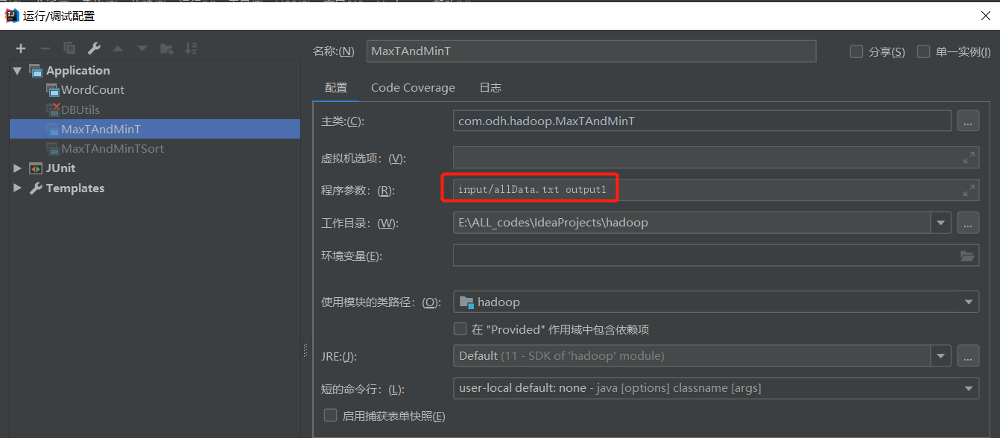 运行/调试配置
Application
WordCount
DBUtils
MaxTAndMinT
MaxTAndMinTSort
JUnit
Templates
名称:(N) MaxTAndMinT 分享(S) 单一实例(I)
配置 Code Coverage 日志
主类:(C): com.odh.hadoop.MaxTAndMinT ...
虚拟机选项：(V):
程序参数：(R): input/allData.txt output1
工作目录：(W): E:\ALL_codes\IdeaProjects\hadoop ...
环境变量(E):
使用模块的类路径：(O): hadoop
在 "Provided" 作用域中包含依赖项
JRE:(J): Default (11 - SDK of 'hadoop' module) ...
短的命令行：(L): user-local default: none - java [options] classname [args]
启用捕获表单快照(E)